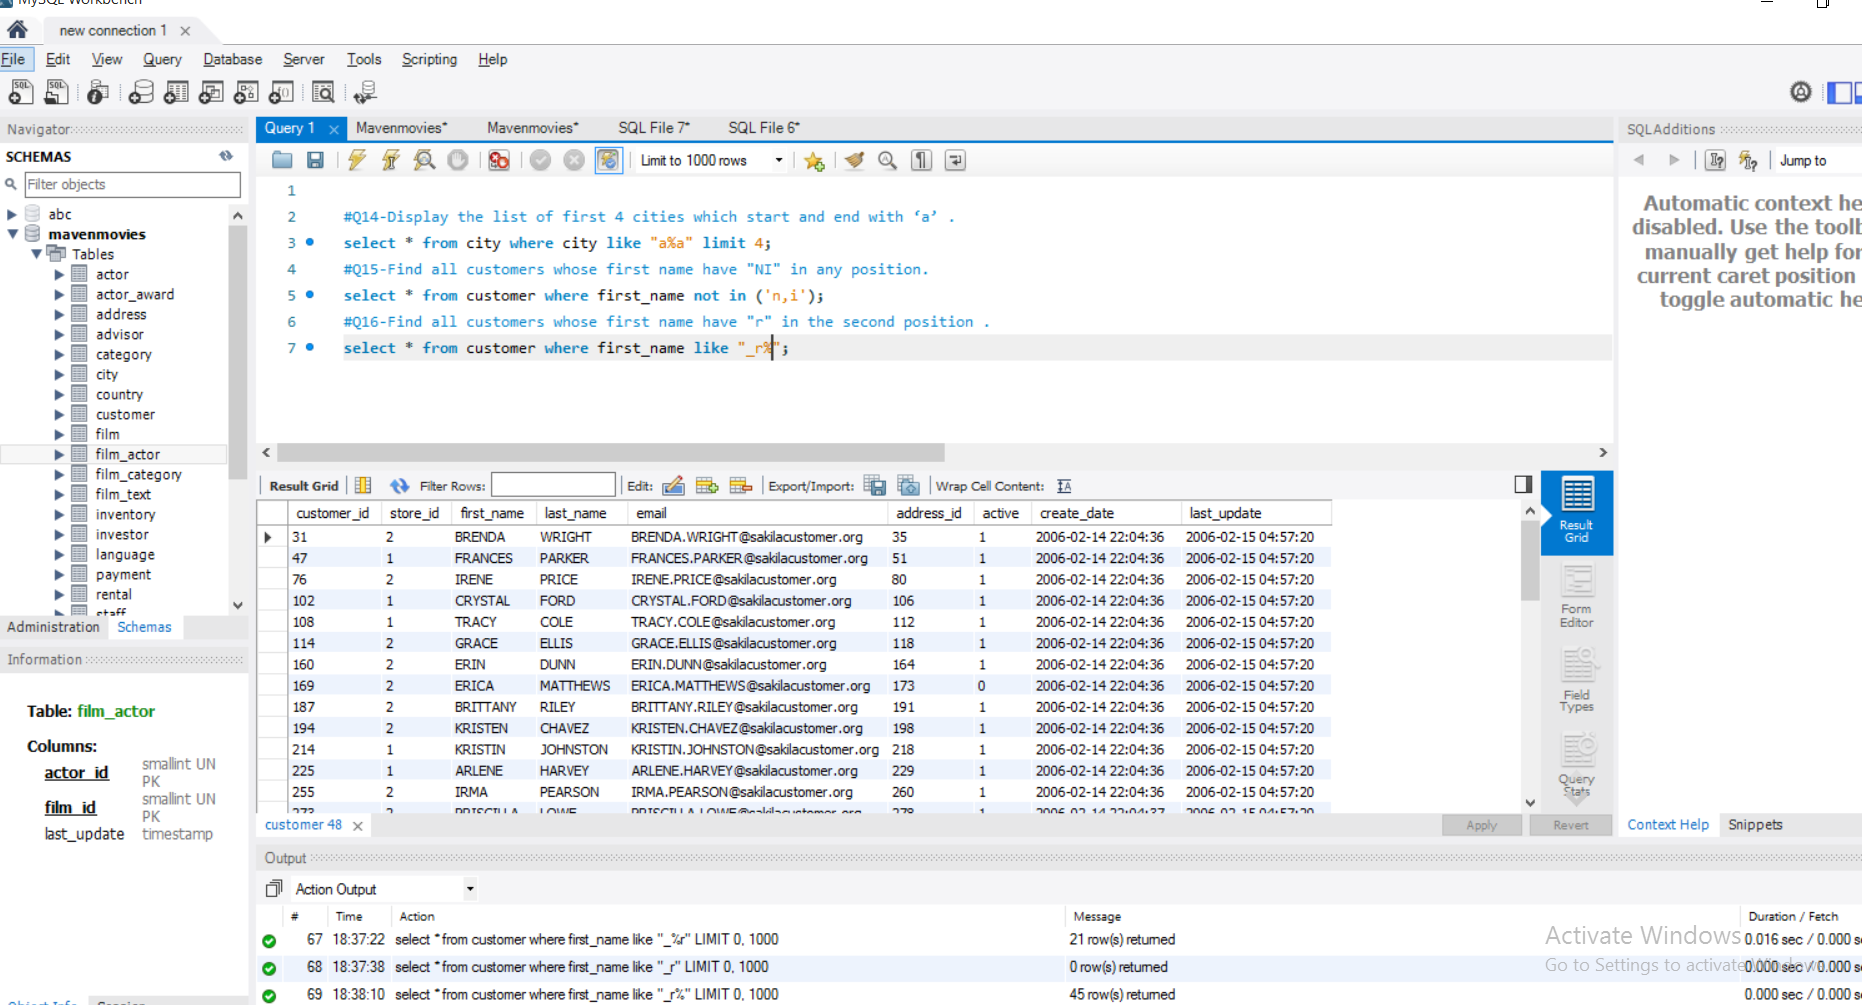 MySQL Workbench
new connection 1
File Edit View Query Database Server Tools Scripting Help
Navigator
SCHEMAS
Filter objects
abc
mavenmovies
Tables
actor
actor_award
address
advisor
category
city
country
customer
film
film_actor
film_category
film_text
inventory
investor
language
payment
rental
staff
Administration Schemas
Information
Table: film_actor
Columns:
actor_id smallint UN PK
film_id smallint UN PK
last_update timestamp
Object Info Session
Query 1 Mavenmovies* Mavenmovies* SQL File 7* SQL File 6*
Limit to 1000 rows
1
2 #Q14-Display the list of first 4 cities which start and end with ‘a’ .
3 select * from city where city like "a%a" limit 4;
4 #Q15-Find all customers whose first name have "NI" in any position.
5 select * from customer where first_name not in ('n,i');
6 #Q16-Find all customers whose first name have "r" in the second position .
7 select * from customer where first_name like "_r%";
Result Grid Filter Rows: Edit: Export/Import: Wrap Cell Content:
customer_id store_id first_name last_name email address_id active create_date last_update
31 2 BRENDA WRIGHT BRENDA.WRIGHT@sakilacustomer.org 35 1 2006-02-14 22:04:36 2006-02-15 04:57:20
47 1 FRANCES PARKER FRANCES.PARKER@sakilacustomer.org 51 1 2006-02-14 22:04:36 2006-02-15 04:57:20
76 2 IRENE PRICE IRENE.PRICE@sakilacustomer.org 80 1 2006-02-14 22:04:36 2006-02-15 04:57:20
102 1 CRYSTAL FORD CRYSTAL.FORD@sakilacustomer.org 106 1 2006-02-14 22:04:36 2006-02-15 04:57:20
108 1 TRACY COLE TRACY.COLE@sakilacustomer.org 112 1 2006-02-14 22:04:36 2006-02-15 04:57:20
114 2 GRACE ELLIS GRACE.ELLIS@sakilacustomer.org 118 1 2006-02-14 22:04:36 2006-02-15 04:57:20
160 2 ERIN DUNN ERIN.DUNN@sakilacustomer.org 164 1 2006-02-14 22:04:36 2006-02-15 04:57:20
169 2 ERICA MATTHEWS ERICA.MATTHEWS@sakilacustomer.org 173 0 2006-02-14 22:04:36 2006-02-15 04:57:20
187 2 BRITTANY RILEY BRITTANY.RILEY@sakilacustomer.org 191 1 2006-02-14 22:04:36 2006-02-15 04:57:20
194 2 KRISTEN CHAVEZ KRISTEN.CHAVEZ@sakilacustomer.org 198 1 2006-02-14 22:04:36 2006-02-15 04:57:20
214 1 KRISTIN JOHNSTON KRISTIN.JOHNSTON@sakilacustomer.org 218 1 2006-02-14 22:04:36 2006-02-15 04:57:20
225 1 ARLENE HARVEY ARLENE.HARVEY@sakilacustomer.org 229 1 2006-02-14 22:04:36 2006-02-15 04:57:20
255 2 IRMA PEARSON IRMA.PEARSON@sakilacustomer.org 260 1 2006-02-14 22:04:36 2006-02-15 04:57:20
273 2 PRISCILLA LOWE PRISCILLA.LOWE@sakilacustomer.org 278 1 2006-02-14 22:04:37 2006-02-15 04:57:20
Result Grid
Form Editor
Field Types
Query Stats
customer 48
Apply Revert
SQLAdditions
Jump to
Automatic context he
disabled. Use the toolb
manually get help for
current caret position
toggle automatic he
Context Help Snippets
Output
Action Output
# Time Action Message Duration / Fetch
67 18:37:22 select * from customer where first_name like "_%r" LIMIT 0, 1000 21 row(s) returned 0.016 sec / 0.000 s
68 18:37:38 select * from customer where first_name like "_r" LIMIT 0, 1000 0 row(s) returned 0.000 sec / 0.000 s
69 18:38:10 select * from customer where first_name like "_r%" LIMIT 0, 1000 45 row(s) returned 0.000 sec / 0.000 s
Activate Windows
Go to Settings to activate Windows